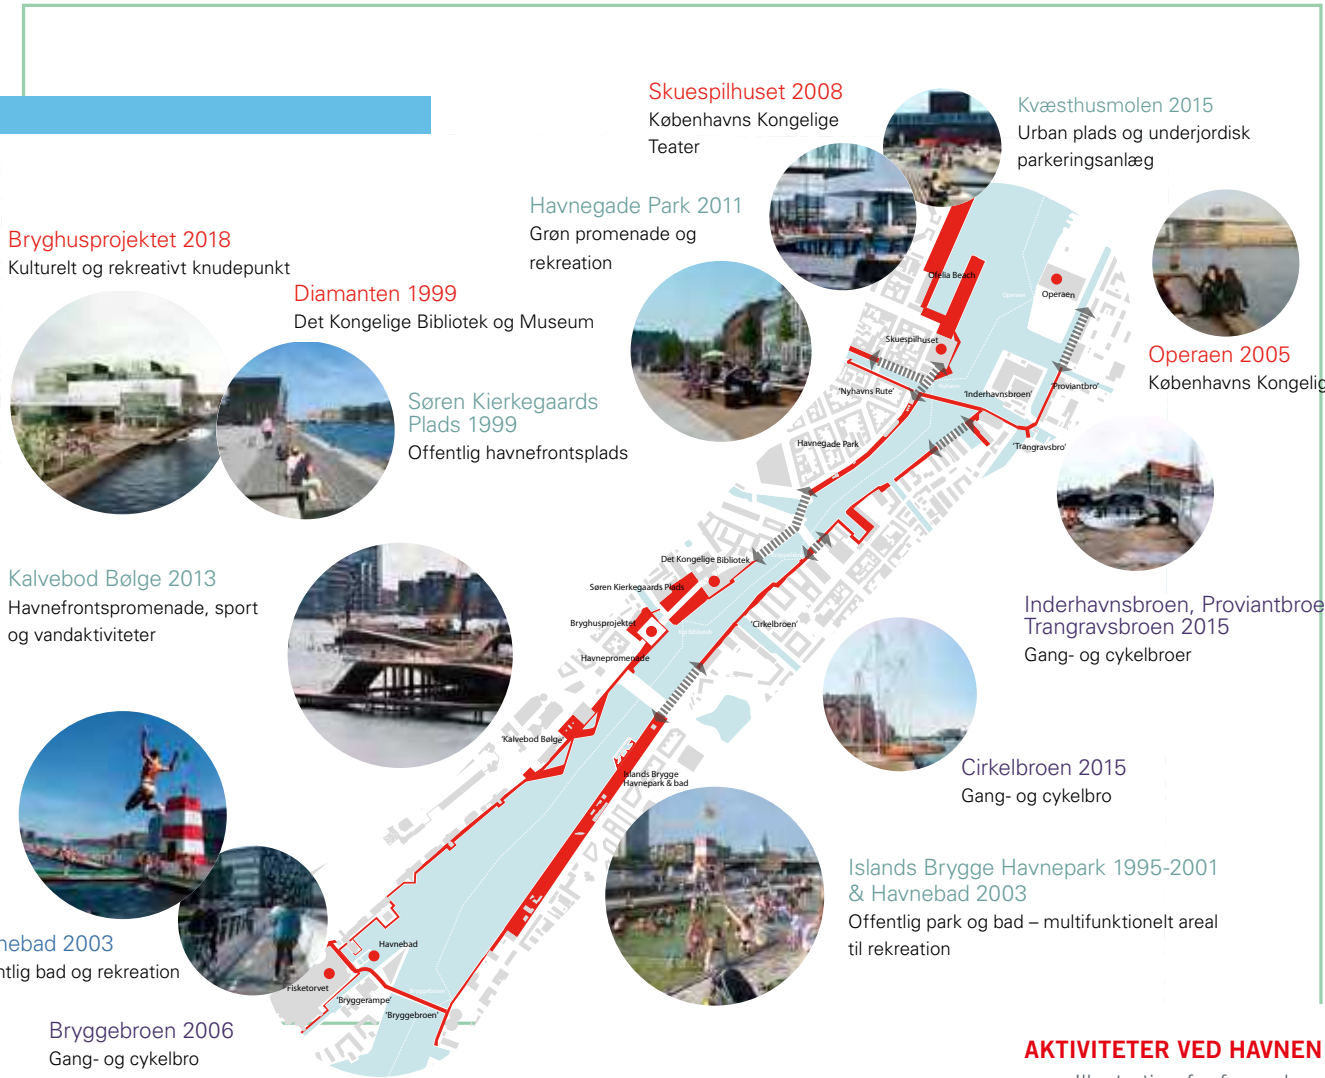 Skuespilhuset 2008
Københavns Kongelige
Teater
Kvæsthusmolen 2015
Urban plads og underjordisk
parkeringsanlæg
Havnegade Park 2011
Grøn promenade og
rekreation
Bryghusprojektet 2018
Kulturelt og rekreativt knudepunkt
Diamanten 1999
Det Kongelige Bibliotek og Museum
Operaen 2005
Københavns Kongelig
Søren Kierkegaards
Plads 1999
Offentlig havnefrontsplads
Kalvebod Bølge 2013
Havnefrontspromenade, sport
og vandaktiviteter
Inderhavnsbroen, Proviantbroe
Trangravsbroen 2015
Gang- og cykelbroer
Cirkelbroen 2015
Gang- og cykelbro
Islands Brygge Havnepark 1995-2001
& Havnebad 2003
Offentlig park og bad – multifunktionelt areal
til rekreation
nebad 2003
ntlig bad og rekreation
Bryggebroen 2006
Gang- og cykelbro
Ofelia Beach
Operaen
Operaen
Skuespilhuset
'Nyhavns Rute'
'Inderhavnsbroen'
'Proviantbro'
'Trangravsbro'
Havnegade Park
Det Kongelige Bibliotek
Søren Kierkegaards Plads
Bryghusprojektet
'Cirkelbroen'
Havnepromenade
'Kalvebod Bølge'
Islands Brygge
Havnepark & bad
Havnebad
Fisketorvet
'Bryggerampe'
'Bryggebroen'
AKTIVITETER VED HAVNEN